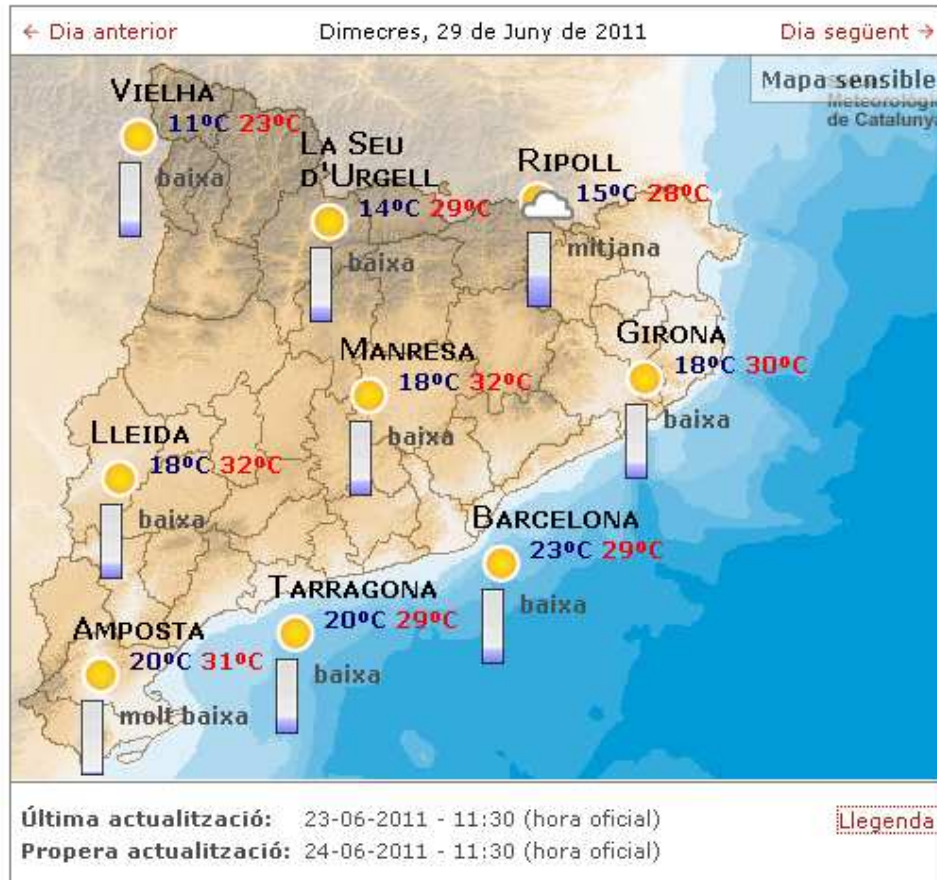 ← Dia anterior Dimecres, 29 de Juny de 2011 Dia següent →
Mapa sensible
Meteorològic
de Catalunya
VIELHA
11ºC 23ºC
baixa
LA SEU
D'URGELL
14ºC 29ºC
baixa
RIPOLL
15ºC 28ºC
mitjana
MANRESA
18ºC 32ºC
baixa
GIRONA
18ºC 30ºC
baixa
LLEIDA
18ºC 32ºC
baixa
BARCELONA
23ºC 29ºC
baixa
TARRAGONA
20ºC 29ºC
baixa
AMPOSTA
20ºC 31ºC
molt baixa
Última actualització: 23-06-2011 - 11:30 (hora oficial) Llegenda
Propera actualització: 24-06-2011 - 11:30 (hora oficial)